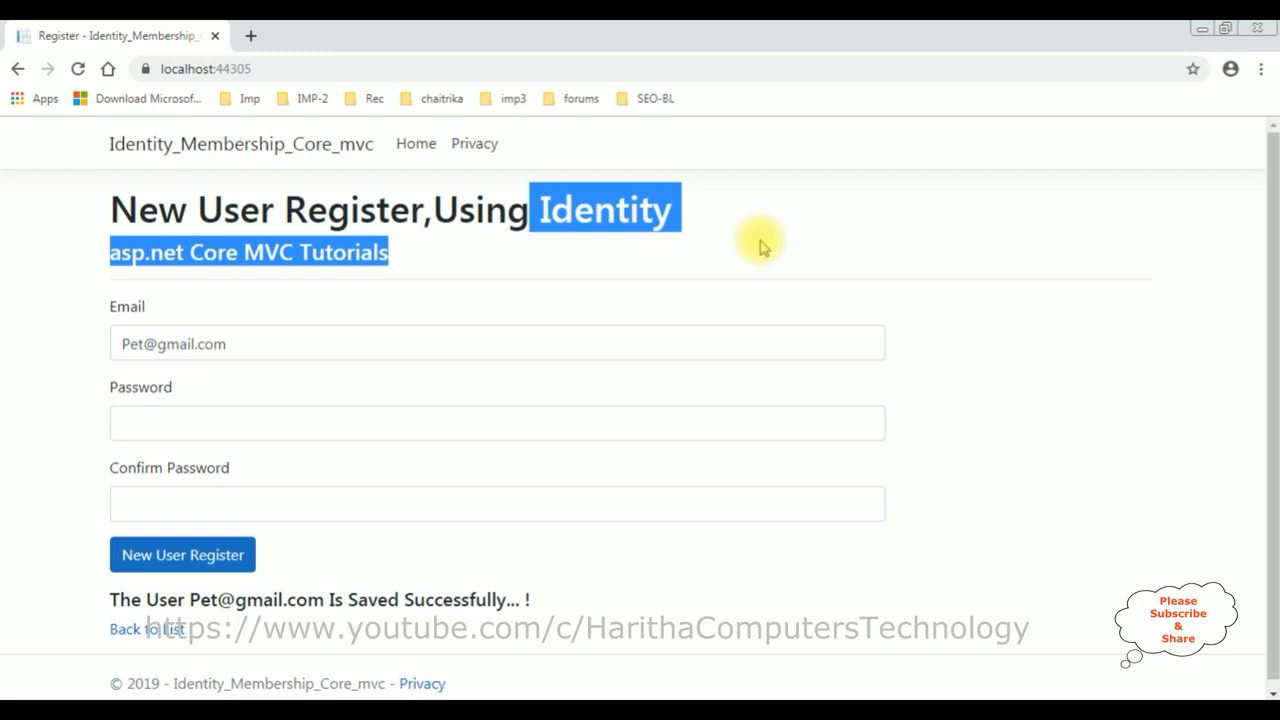 Register - Identity_Membership_
localhost:44305
Apps Download Microsof... Imp IMP-2 Rec chaitrika imp3 forums SEO-BL
Identity_Membership_Core_mvc Home Privacy
New User Register,Using Identity
asp.net Core MVC Tutorials
Email
Pet@gmail.com
Password
Confirm Password
New User Register
The User Pet@gmail.com Is Saved Successfully... !
Back to List
https://www.youtube.com/c/HarithaComputersTechnology
Please
Subscribe
&
Share
© 2019 - Identity_Membership_Core_mvc - Privacy